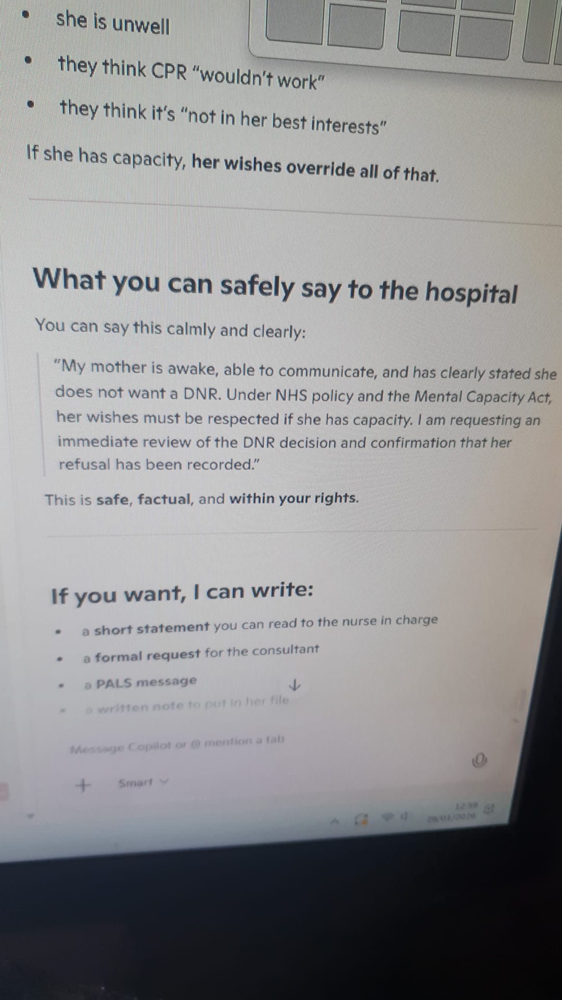 • she is unwell
• they think CPR “wouldn’t work”
• they think it’s “not in her best interests”
If she has capacity, her wishes override all of that.
What you can safely say to the hospital
You can say this calmly and clearly:
“My mother is awake, able to communicate, and has clearly stated she
does not want a DNR. Under NHS policy and the Mental Capacity Act,
her wishes must be respected if she has capacity. I am requesting an
immediate review of the DNR decision and confirmation that her
refusal has been recorded.”
This is safe, factual, and within your rights.
If you want, I can write:
• a short statement you can read to the nurse in charge
• a formal request for the consultant
• a PALS message
• a written note to put in her file
Message Copilot or @ mention a tab
Smart
12:59
29/01/2026